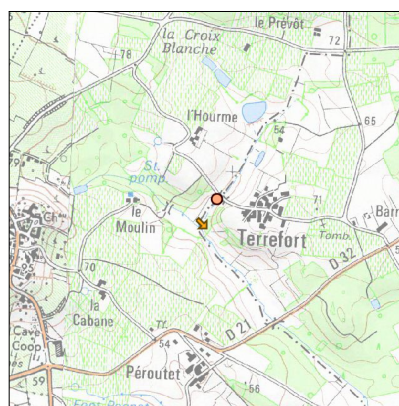 le Prévôt
72
la Croix
Blanche
78
l'Hourme
54
65
St.
pomp.
79
71
le
Moulin
Terrefort
Tomb.
Barr
D 32
70
la
Cabane
D 21
Tf.
54
Cave
Coop
59
Péroutet
56